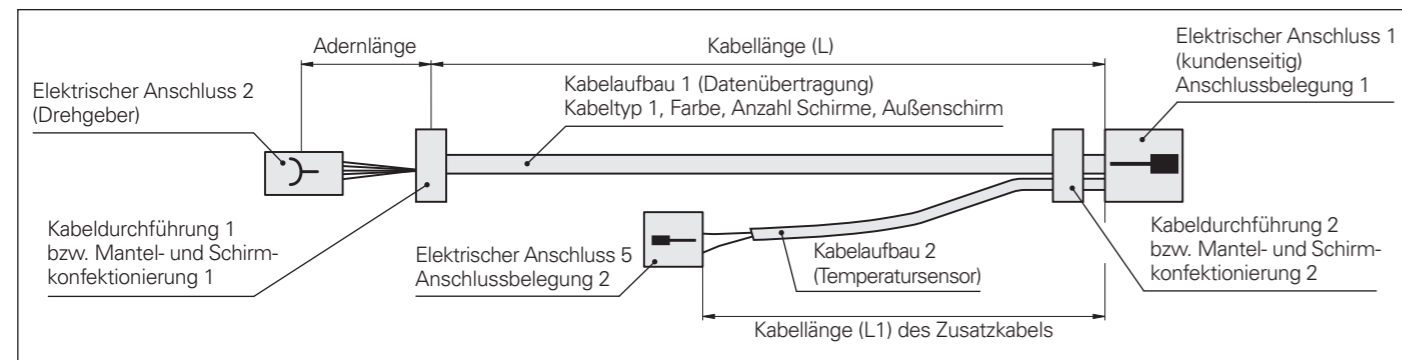 Adernlänge
Kabellänge (L)
Elektrischer Anschluss 1
(kundenseitig)
Anschlussbelegung 1
Elektrischer Anschluss 2
(Drehgeber)
Kabelaufbau 1 (Datenübertragung)
Kabeltyp 1, Farbe, Anzahl Schirme, Außenschirm
Kabeldurchführung 1
bzw. Mantel- und Schirm-
konfektionierung 1
Elektrischer Anschluss 5
Anschlussbelegung 2
Kabelaufbau 2
(Temperatursensor)
Kabeldurchführung 2
bzw. Mantel- und Schirm-
konfektionierung 2
Kabellänge (L1) des Zusatzkabels